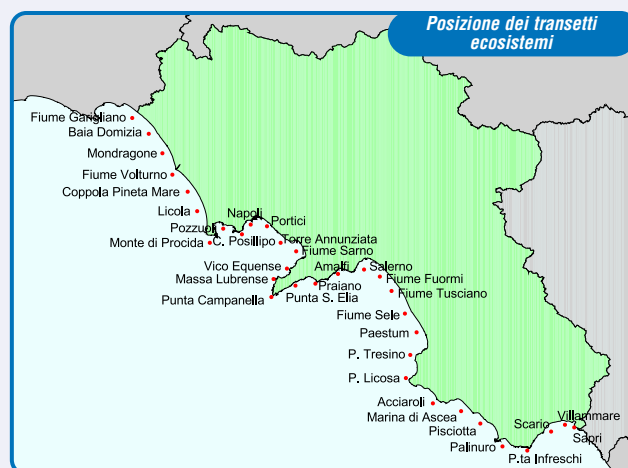 Posizione dei transetti
ecosistemi
Fiume Garigliano
Baia Domizia
Mondragone
Fiume Volturno
Coppola Pineta Mare
Licola
Pozzuoli
Napoli
Portici
Monte di Procida
C. Posillipo
Torre Annunziata
Fiume Sarno
Vico Equense
Massa Lubrense
Punta Campanella
Punta S. Elia
Praiano
Amalfi
Salerno
Fiume Fuormi
Fiume Tusciano
Fiume Sele
Paestum
P. Tresino
P. Licosa
Acciaroli
Marina di Ascea
Pisciotta
Palinuro
P.ta Infreschi
Scario
Villammare
Sapri